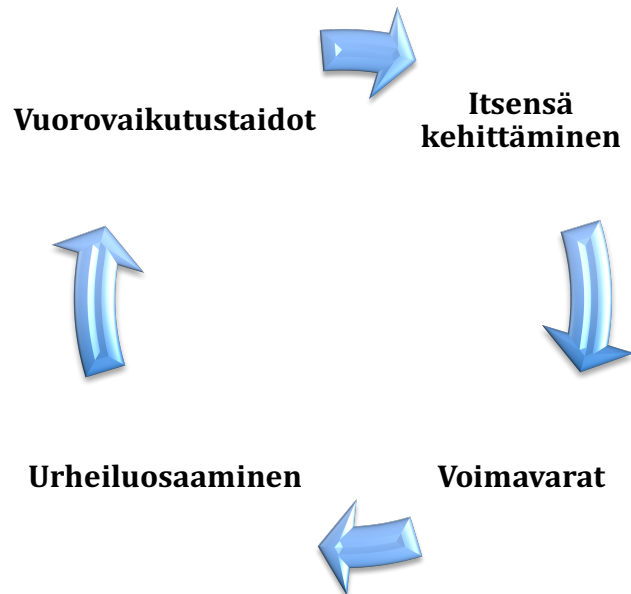 Vuorovaikutustaidot
Itsensä
kehittäminen
Urheiluosaaminen
Voimavarat